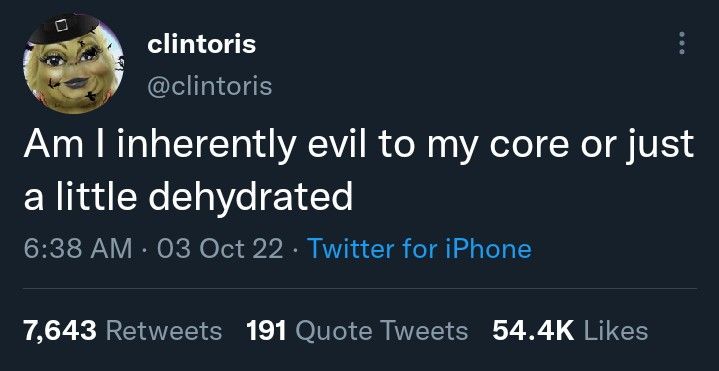 clintoris
@clintoris
Am I inherently evil to my core or just
a little dehydrated
6:38 AM · 03 Oct 22 · Twitter for iPhone
7,643 Retweets 191 Quote Tweets 54.4K Likes